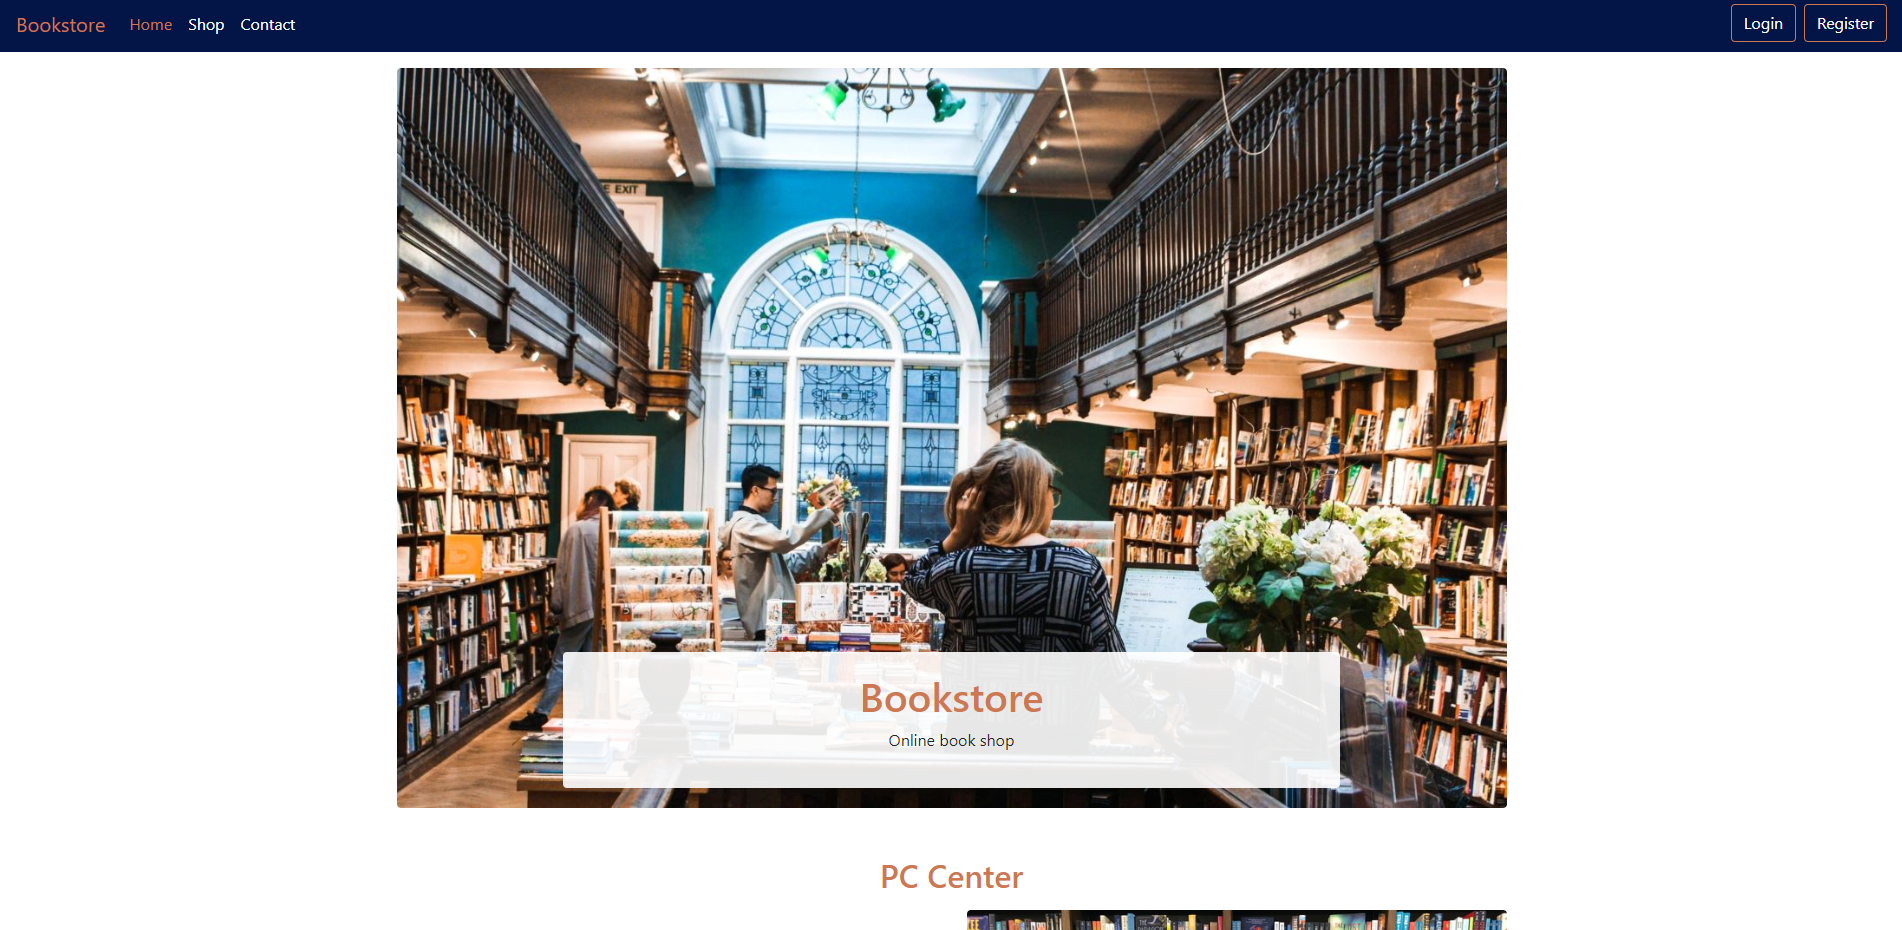 Bookstore Home Shop Contact Login Register
E EXIT
Bookstore
Online book shop
PC Center